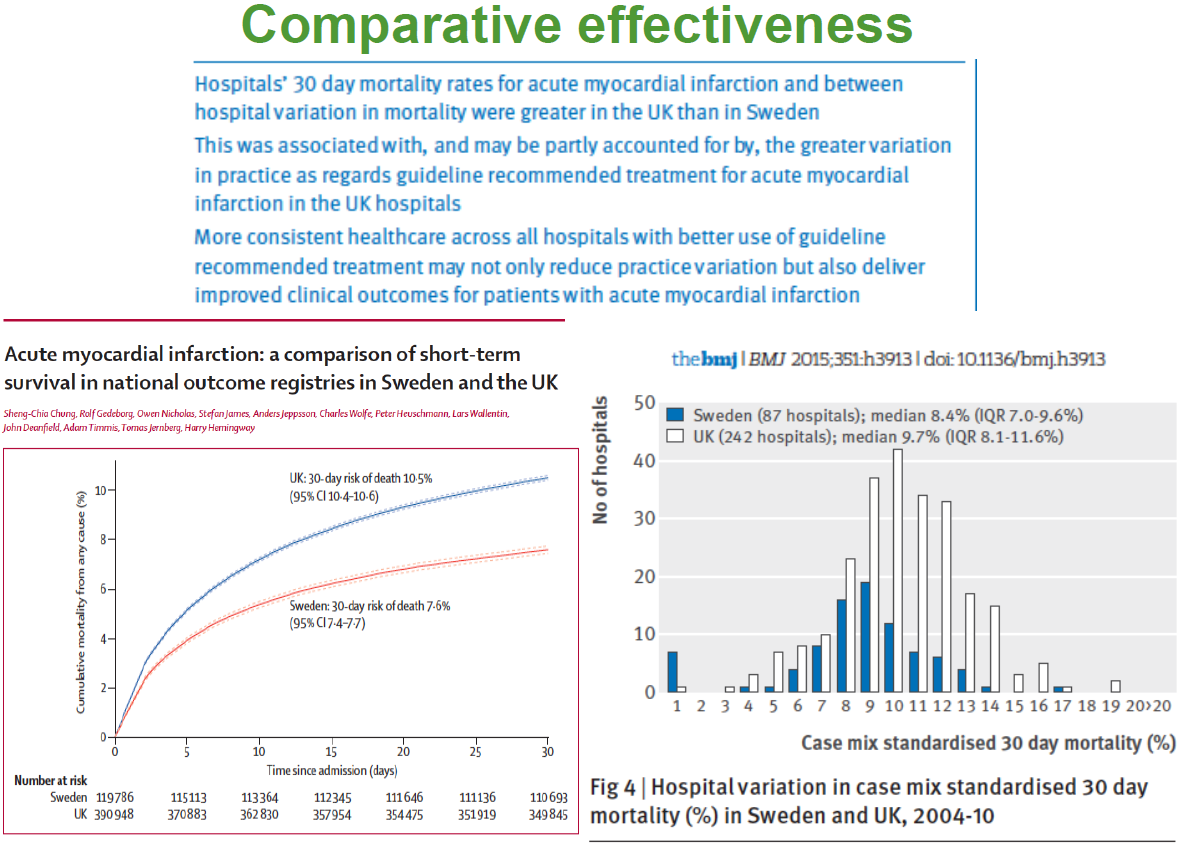 Comparative effectiveness
Hospitals' 30 day mortality rates for acute myocardial infarction and between
hospital variation in mortality were greater in the UK than in Sweden
This was associated with, and may be partly accounted for by, the greater variation
in practice as regards guideline recommended treatment for acute myocardial
infarction in the UK hospitals
More consistent healthcare across all hospitals with better use of guideline
recommended treatment may not only reduce practice variation but also deliver
improved clinical outcomes for patients with acute myocardial infarction
Acute myocardial infarction: a comparison of short-term
survival in national outcome registries in Sweden and the UK
Sheng-Chia Chung, Rolf Gedeborg, Owen Nicholas, Stefan James, Anders Jeppsson, Charles Wolfe, Peter Heuschmann, Lars Wallentin,
John Deanfield, Adam Timmis, Tomas Jernberg, Harry Hemingway
Cumulative mortality from any cause (%)
10
8
6
4
2
0
UK: 30-day risk of death 10·5%
(95% CI 10·4–10·6)
Sweden: 30-day risk of death 7·6%
(95% CI 7·4–7·7)
0 5 10 15 20 25 30
Time since admission (days)
Number at risk
Sweden 119786 115113 113364 112345 111646 111136 110693
UK 390948 370883 362830 357954 354475 351919 349845
thebmj | BMJ 2015;351:h3913 | doi: 10.1136/bmj.h3913
No of hospitals
50
40
30
20
10
0
Sweden (87 hospitals); median 8.4% (IQR 7.0-9.6%)
UK (242 hospitals); median 9.7% (IQR 8.1-11.6%)
1 2 3 4 5 6 7 8 9 10 11 12 13 14 15 16 17 18 19 20 >20
Case mix standardised 30 day mortality (%)
Fig 4 | Hospital variation in case mix standardised 30 day
mortality (%) in Sweden and UK, 2004-10